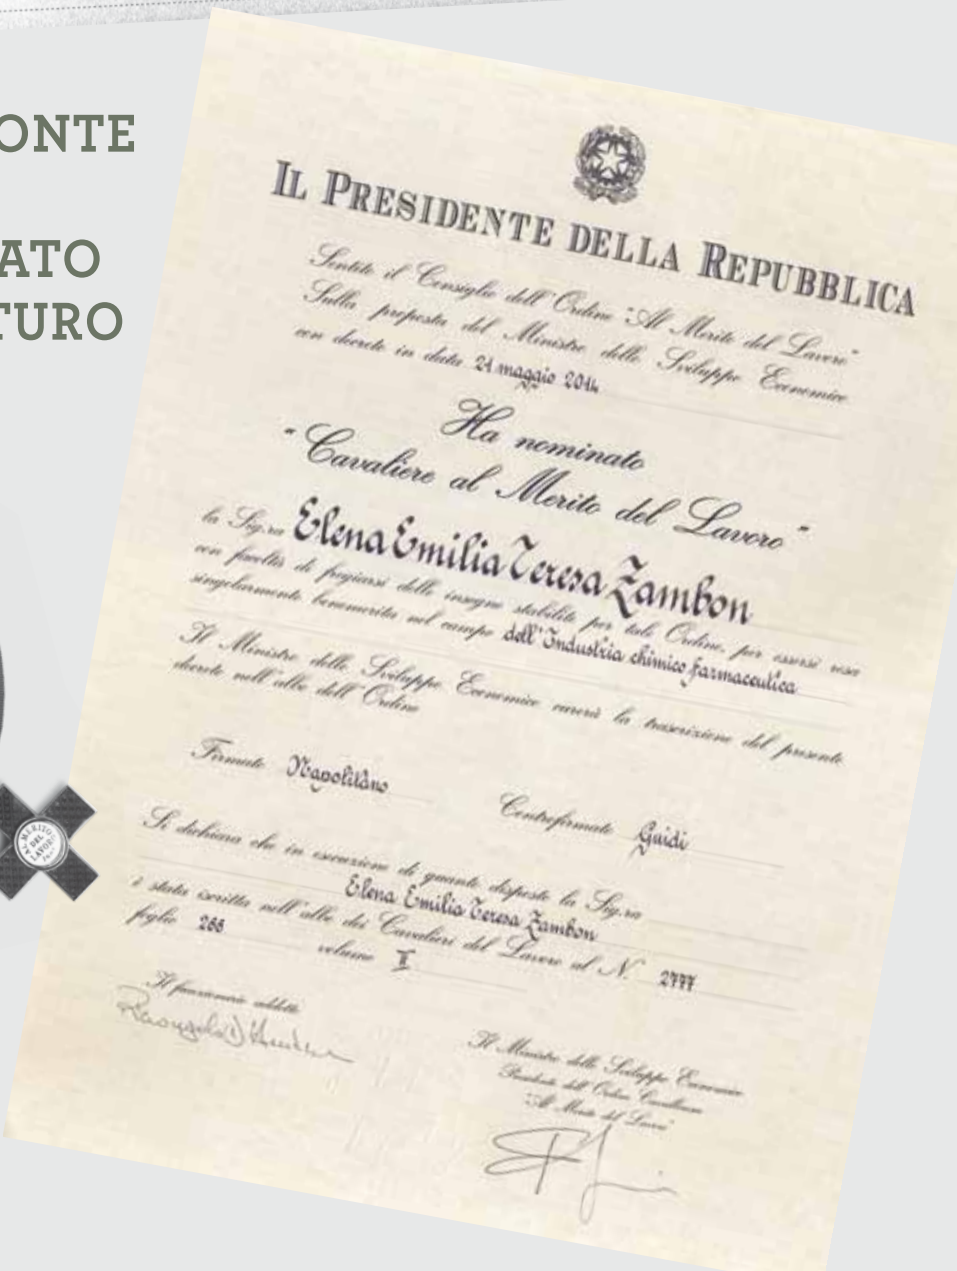 ONTE
ATO
TURO
IL PRESIDENTE DELLA REPUBBLICA
Sentito il Consiglio dell'Ordine "Al Merito del Lavoro"
Sulla proposta del Ministro dello Sviluppo Economico
con decreto in data 21 maggio 2014
Ha nominato
"Cavaliere al Merito del Lavoro"
la Sig.ra Elena Emilia Teresa Zambon
con facoltà di fregiarsi delle insegne stabilite per tale Ordine, per essersi resa
singolarmente benemerita nel campo dell'Industria chimico farmaceutica
Il Ministro dello Sviluppo Economico curerà la trascrizione del presente
decreto nell'albo dell'Ordine
Firmato Napolitano
Controfirmato Guidi
Si dichiara che in esecuzione di quanto disposto la Sig.ra
Elena Emilia Teresa Zambon
è stata iscritta nell'albo dei Cavalieri del Lavoro al N. 2777
foglio 266 volume II
Il funzionario addetto
Il Ministro dello Sviluppo Economico
Presidente dell'Ordine Cavalleresco
"Al Merito del Lavoro"
AL MERITO
DEL
LAVORO